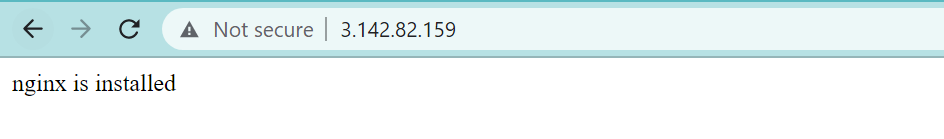 Not secure | 3.142.82.159
nginx is installed